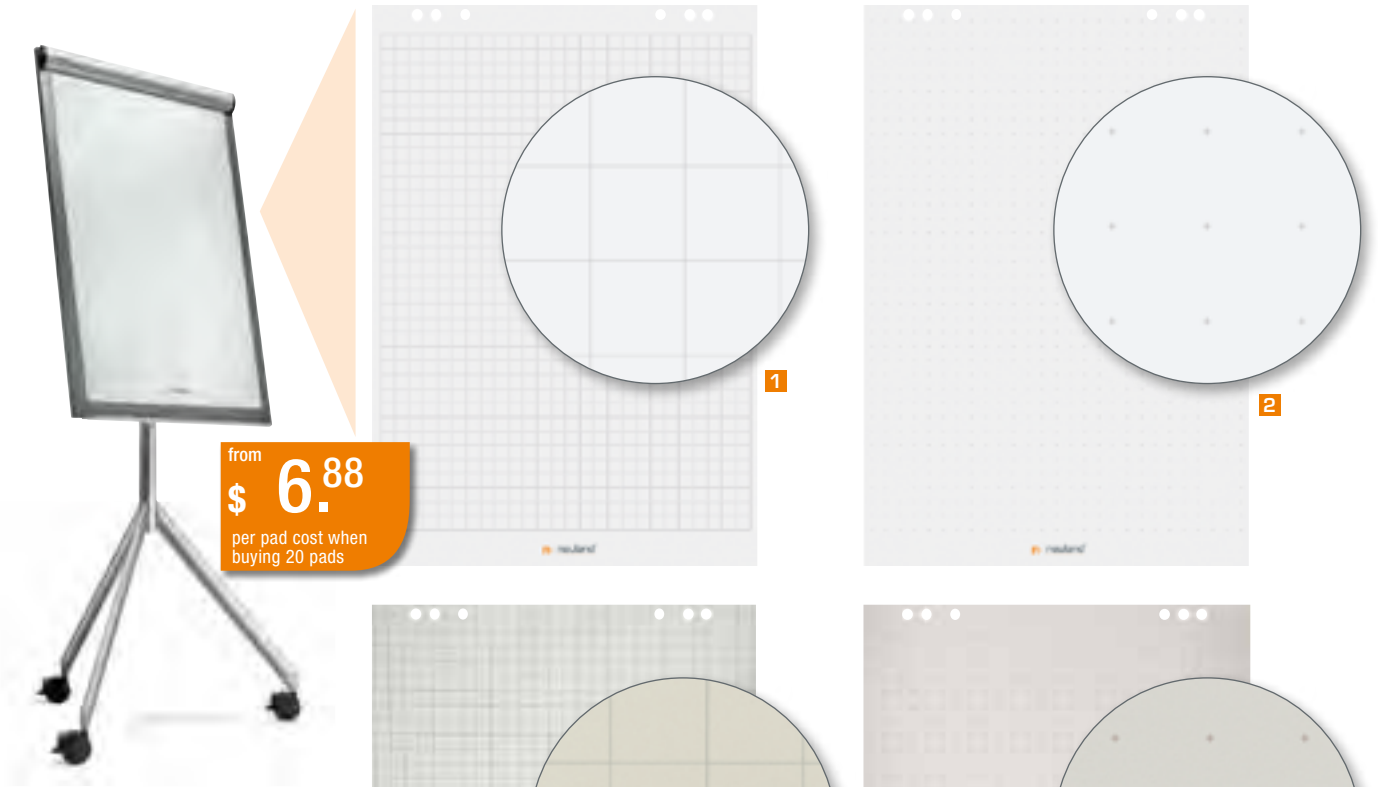 1
2
from
$ 6.88
per pad cost when
buying 20 pads
neuland
neuland